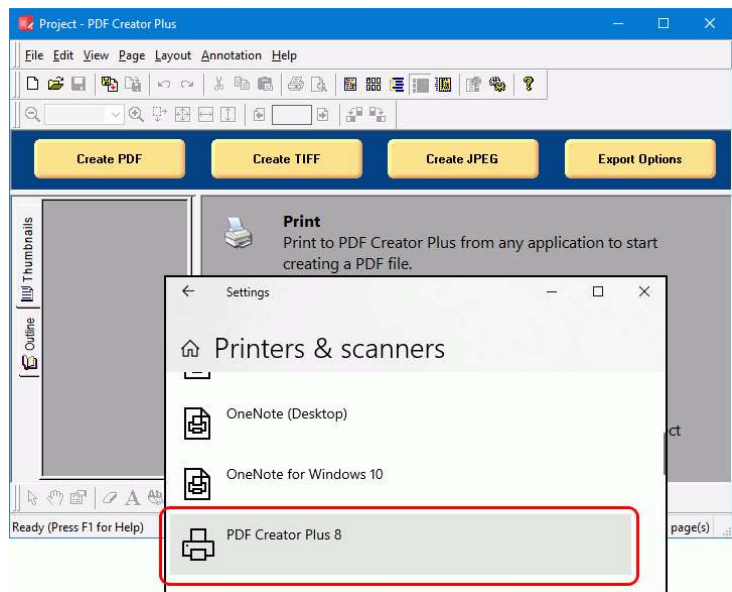 Project - PDF Creator Plus
File Edit View Page Layout Annotation Help
Create PDF
Create TIFF
Create JPEG
Export Options
Thumbnails
Outline
Print
Print to PDF Creator Plus from any application to start
creating a PDF file.
Settings
Printers & scanners
OneNote (Desktop)
OneNote for Windows 10
PDF Creator Plus 8
ct
Ready (Press F1 for Help)
page(s)